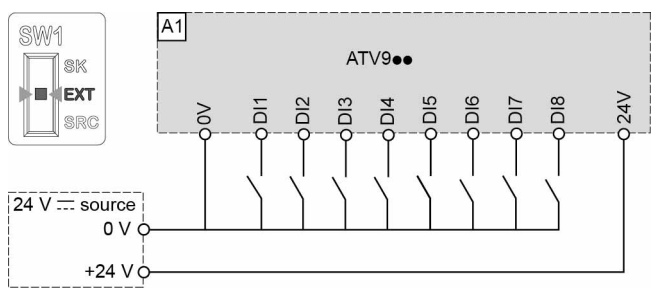 SW1
SK
EXT
SRC
A1
ATV9●●
0V
DI1
DI2
DI3
DI4
DI5
DI6
DI7
DI8
24V
24 V ⎓ source
0 V
+24 V